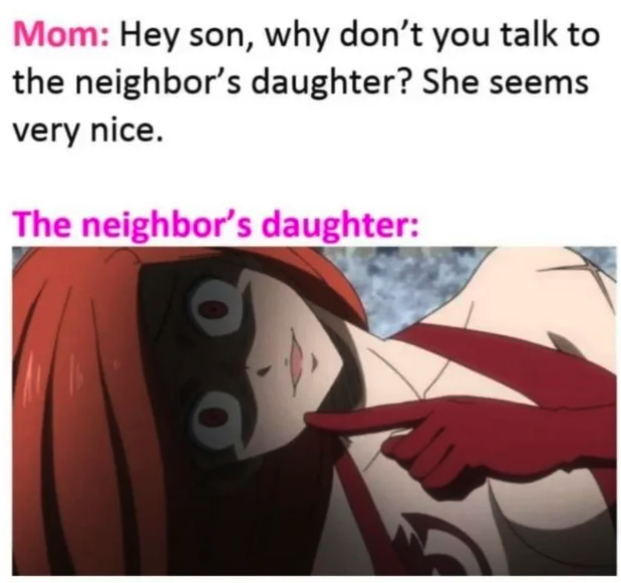 Mom: Hey son, why don’t you talk to
the neighbor’s daughter? She seems
very nice.
The neighbor’s daughter: